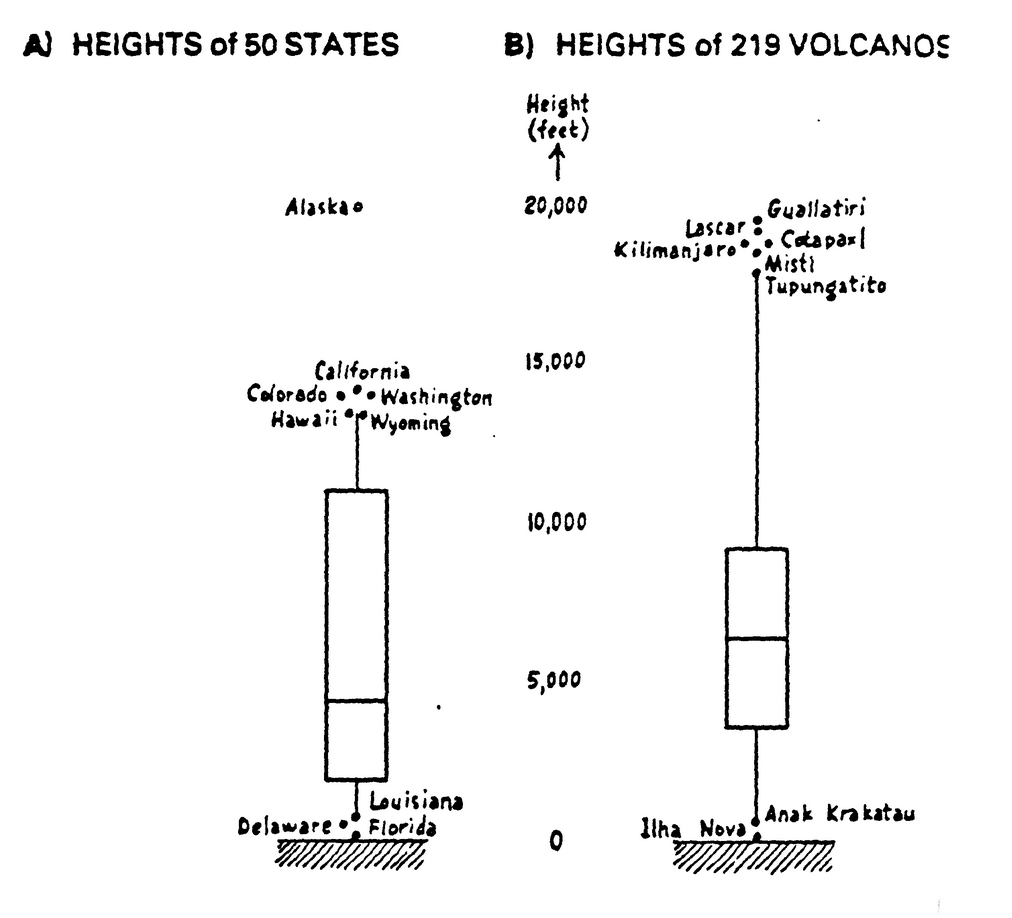 A) HEIGHTS of 50 STATES
B) HEIGHTS of 219 VOLCANOS
Height
(feet)
Alaska
20,000
Guallatiri
Lascar
Cotapaxl
Kilimanjaro
Misti
Tupungatito
15,000
California
Colorado
Washington
Hawaii
Wyoming
10,000
5,000
Louisiana
Delaware
Florida
0
Anak Krakatau
Ilha Nova